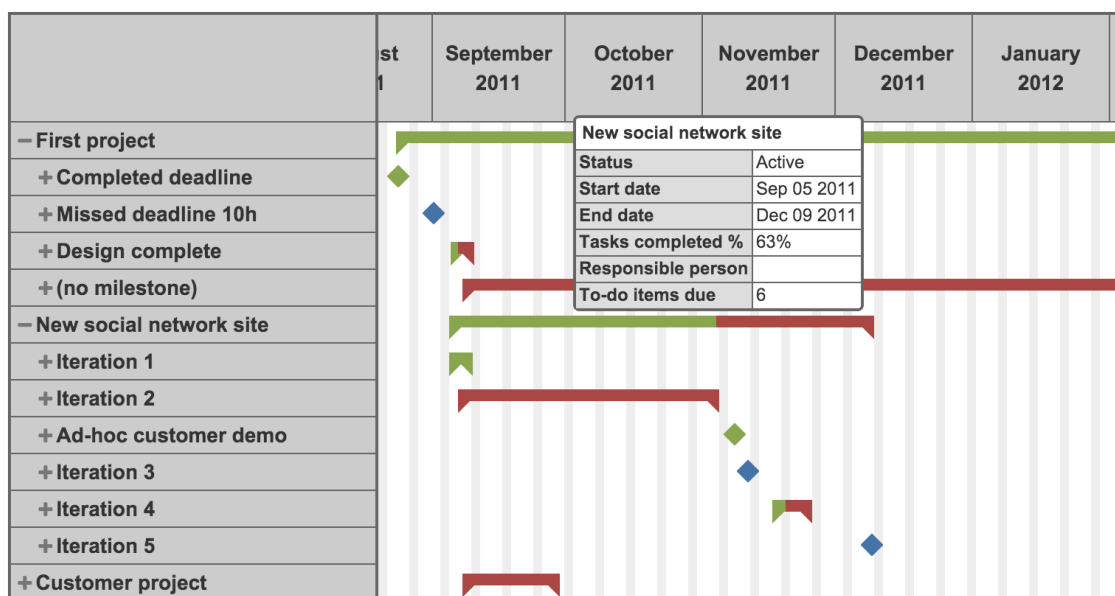 September
2011
October
2011
November
2011
December
2011
January
2012
First project
Completed deadline
Missed deadline 10h
Design complete
(no milestone)
New social network site
Iteration 1
Iteration 2
Ad-hoc customer demo
Iteration 3
Iteration 4
Iteration 5
Customer project
New social network site
Status Active
Start date Sep 05 2011
End date Dec 09 2011
Tasks completed % 63%
Responsible person
To-do items due 6